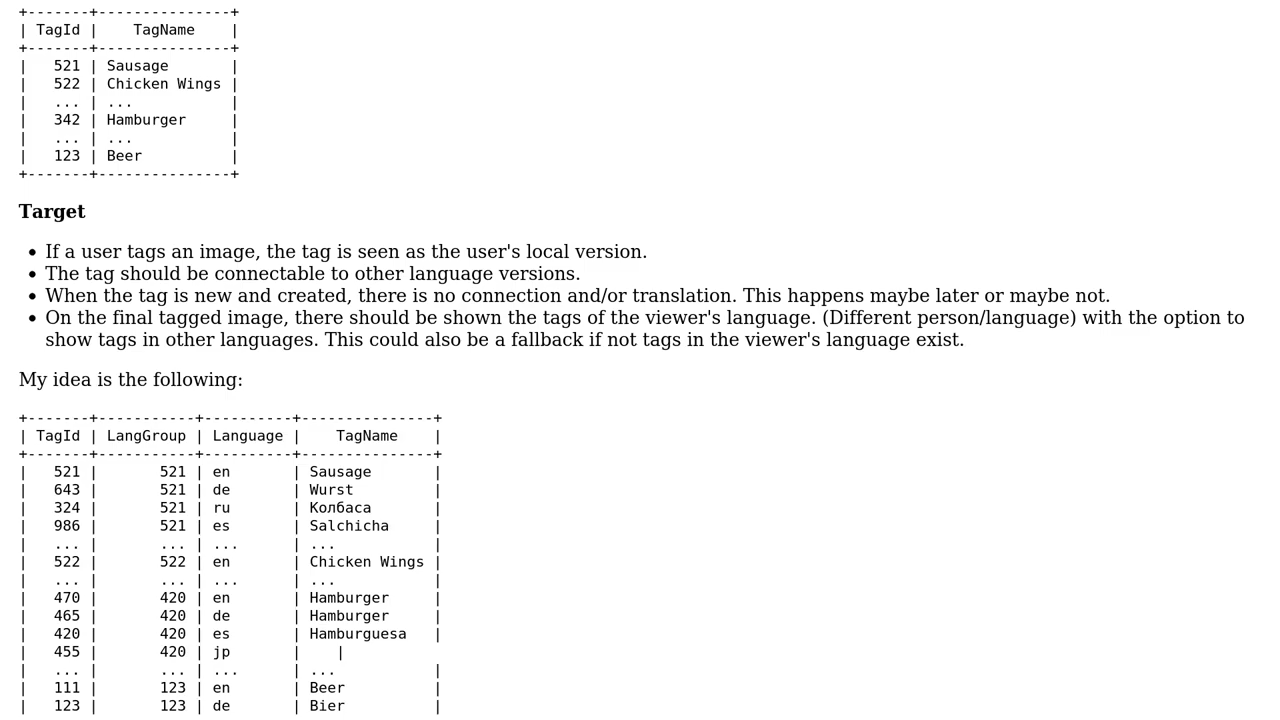 +-------+---------------+
| TagId |    TagName    |
+-------+---------------+
|   521 | Sausage       |
|   522 | Chicken Wings |
|   ... | ...           |
|   342 | Hamburger     |
|   ... | ...           |
|   123 | Beer          |
+-------+---------------+
Target
• If a user tags an image, the tag is seen as the user's local version.
• The tag should be connectable to other language versions.
• When the tag is new and created, there is no connection and/or translation. This happens maybe later or maybe not.
• On the final tagged image, there should be shown the tags of the viewer's language. (Different person/language) with the option to
show tags in other languages. This could also be a fallback if not tags in the viewer's language exist.
My idea is the following:
+-------+-----------+----------+---------------+
| TagId | LangGroup | Language |    TagName    |
+-------+-----------+----------+---------------+
|   521 |       521 | en       | Sausage       |
|   643 |       521 | de       | Wurst         |
|   324 |       521 | ru       | Колбаса       |
|   986 |       521 | es       | Salchicha     |
|   ... |       ... | ...      | ...           |
|   522 |       522 | en       | Chicken Wings |
|   ... |       ... | ...      | ...           |
|   470 |       420 | en       | Hamburger     |
|   465 |       420 | de       | Hamburger     |
|   420 |       420 | es       | Hamburguesa   |
|   455 |       420 | jp       |    |
|   ... |       ... | ...      | ...           |
|   111 |       123 | en       | Beer          |
|   123 |       123 | de       | Bier          |